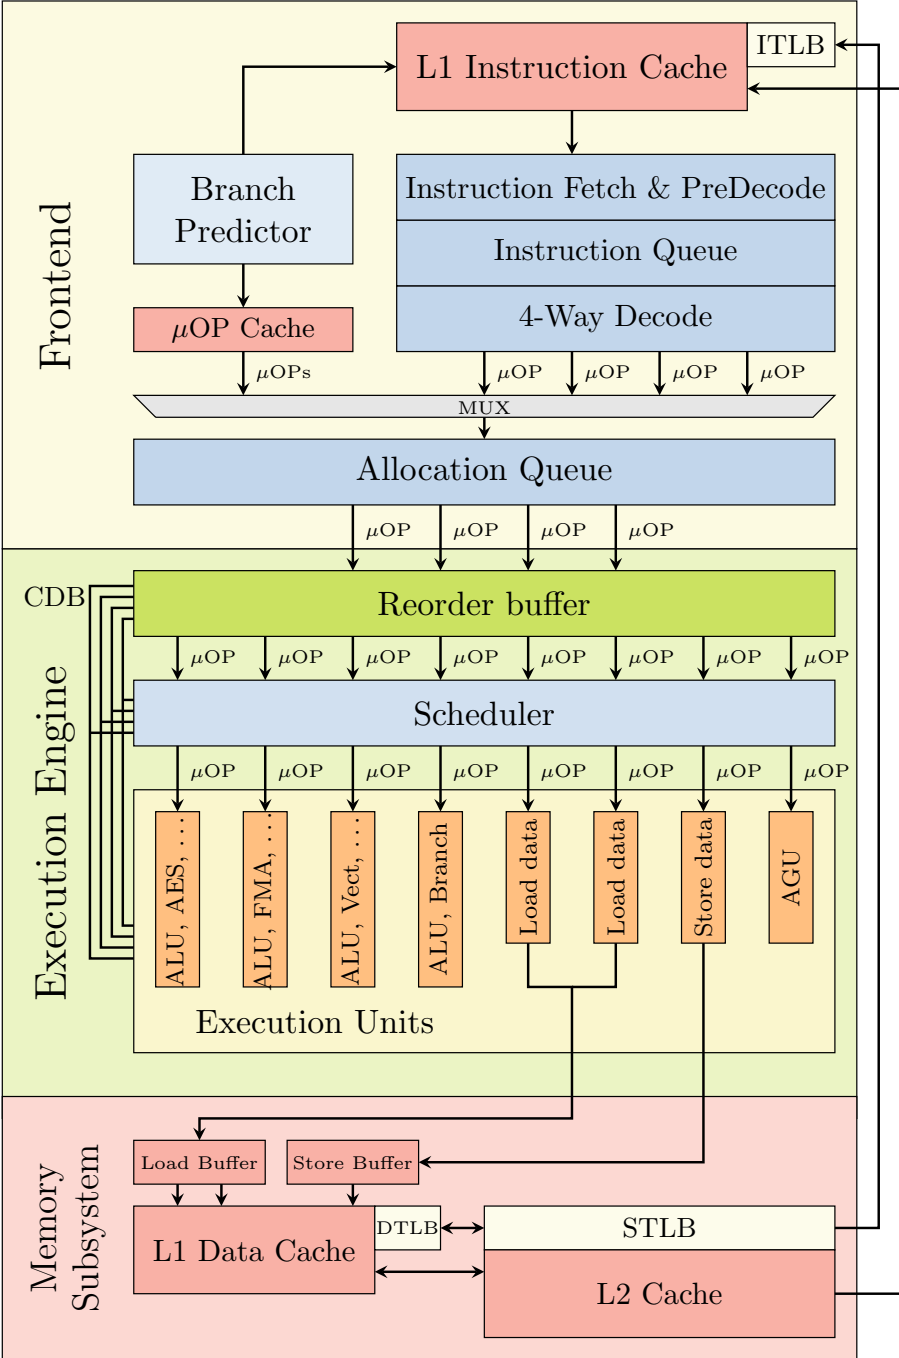 L1 Instruction Cache
ITLB
Frontend
Branch
Predictor
Instruction Fetch & PreDecode
Instruction Queue
4-Way Decode
μOP Cache
μOPs
μOP
μOP
μOP
μOP
MUX
Allocation Queue
μOP
μOP
μOP
μOP
Execution Engine
CDB
Reorder buffer
μOP
μOP
μOP
μOP
μOP
μOP
μOP
μOP
Scheduler
μOP
μOP
μOP
μOP
μOP
μOP
μOP
μOP
ALU, AES, ...
ALU, FMA, ...
ALU, Vect, ...
ALU, Branch
Load data
Load data
Store data
AGU
Execution Units
Memory
Subsystem
Load Buffer
Store Buffer
L1 Data Cache
DTLB
STLB
L2 Cache